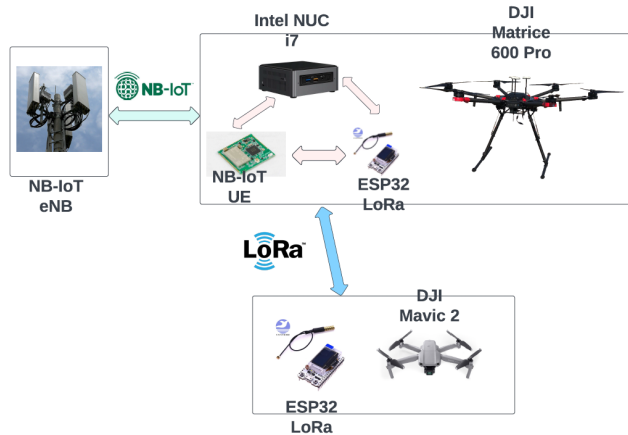 Intel NUC
i7
DJI
Matrice
600 Pro
NB-IoT
NB-IoT
eNB
NB-IoT
UE
ESP32
LoRa
LoRa
DJI
Mavic 2
ESP32
LoRa